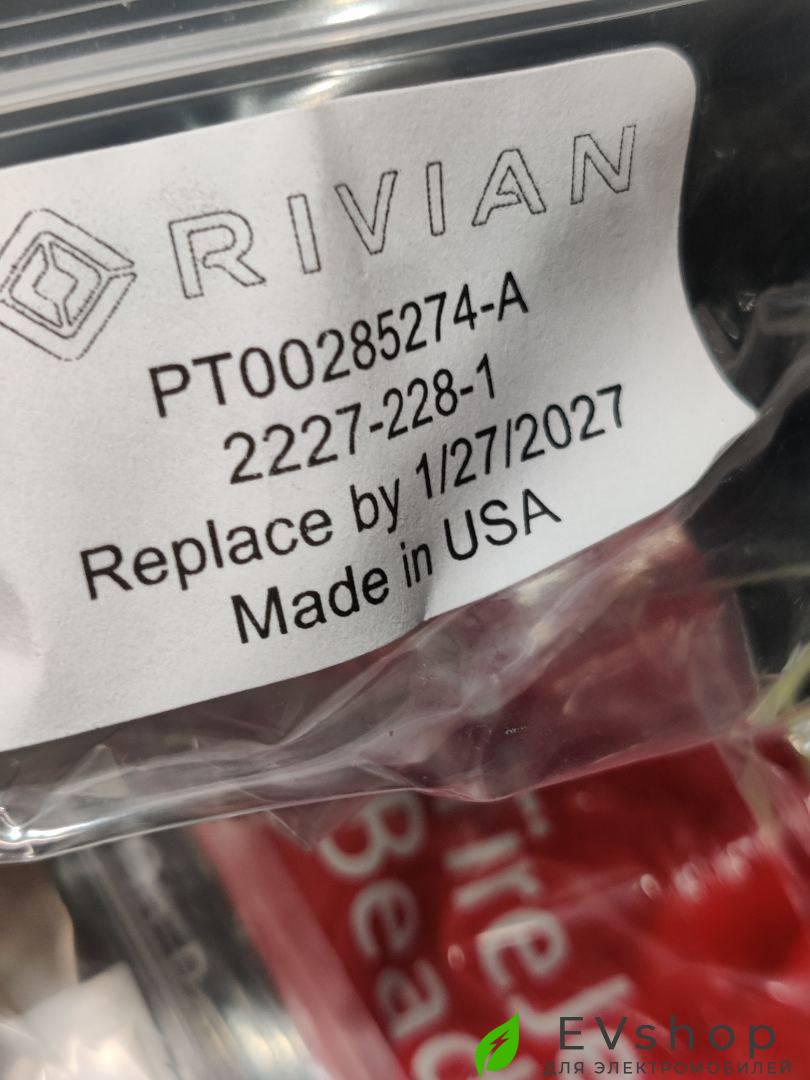 RIVIAN
PT00285274-A
2227-228-1
Replace by 1/27/2027
Made in USA
EVshop
ДЛЯ ЭЛЕКТРОМОБИЛЕЙ